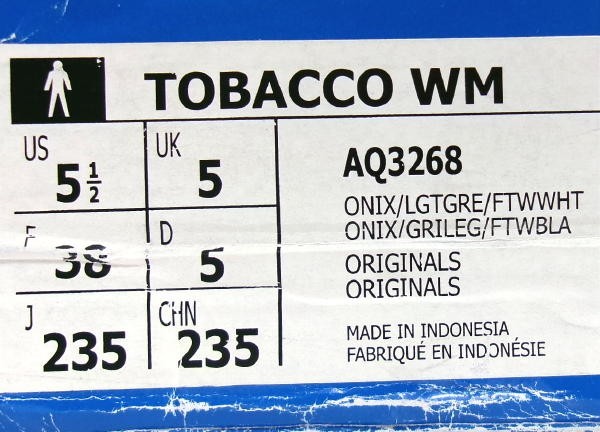 TOBACCO WM
US 5 1/2 UK 5
F 38 D 5
J 235 CHN 235
AQ3268
ONIX/LGTGRE/FTWWHT
ONIX/GRILEG/FTWBLA
ORIGINALS
ORIGINALS
MADE IN INDONESIA
FABRIQUÉ EN INDONÉSIE